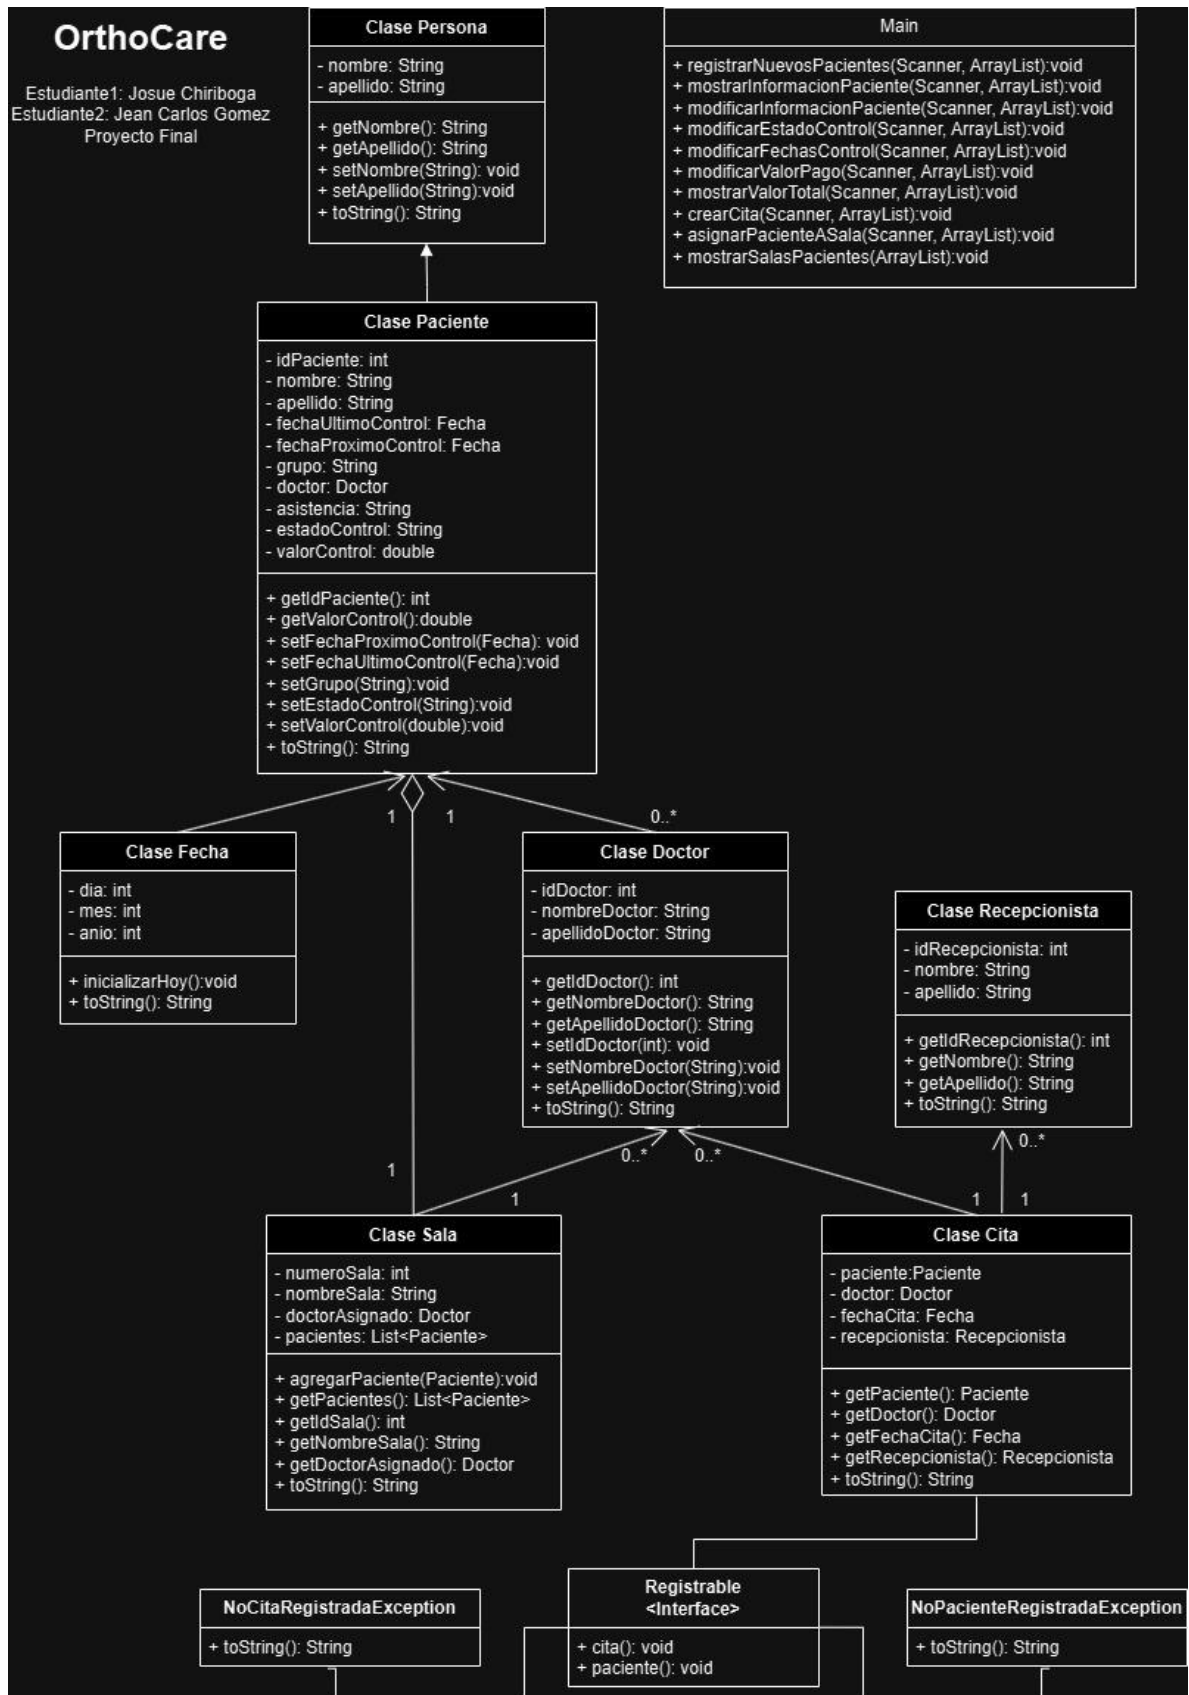 OrthoCare
Estudiante1: Josue Chiriboga
Estudiante2: Jean Carlos Gomez
Proyecto Final
Clase Persona
- nombre: String
- apellido: String
+ getNombre(): String
+ getApellido(): String
+ setNombre(String): void
+ setApellido(String):void
+ toString(): String
Main
+ registrarNuevosPacientes(Scanner, ArrayList):void
+ mostrarInformacionPaciente(Scanner, ArrayList):void
+ modificarInformacionPaciente(Scanner, ArrayList):void
+ modificarEstadoControl(Scanner, ArrayList):void
+ modificarFechasControl(Scanner, ArrayList):void
+ modificarValorPago(Scanner, ArrayList):void
+ mostrarValorTotal(Scanner, ArrayList):void
+ crearCita(Scanner, ArrayList):void
+ asignarPacienteASala(Scanner, ArrayList):void
+ mostrarSalasPacientes(ArrayList):void
Clase Paciente
- idPaciente: int
- nombre: String
- apellido: String
- fechaUltimoControl: Fecha
- fechaProximoControl: Fecha
- grupo: String
- doctor: Doctor
- asistencia: String
- estadoControl: String
- valorControl: double
+ getIdPaciente(): int
+ getValorControl():double
+ setFechaProximoControl(Fecha): void
+ setFechaUltimoControl(Fecha):void
+ setGrupo(String):void
+ setEstadoControl(String):void
+ setValorControl(double):void
+ toString(): String
1
1
0..*
Clase Fecha
- dia: int
- mes: int
- anio: int
+ inicializarHoy():void
+ toString(): String
Clase Doctor
- idDoctor: int
- nombreDoctor: String
- apellidoDoctor: String
+ getIdDoctor(): int
+ getNombreDoctor(): String
+ getApellidoDoctor(): String
+ setIdDoctor(int): void
+ setNombreDoctor(String):void
+ setApellidoDoctor(String):void
+ toString(): String
Clase Recepcionista
- idRecepcionista: int
- nombre: String
- apellido: String
+ getIdRecepcionista(): int
+ getNombre(): String
+ getApellido(): String
+ toString(): String
0..*
0..*
0..*
1
1
1
1
Clase Sala
- numeroSala: int
- nombreSala: String
- doctorAsignado: Doctor
- pacientes: List<Paciente>
+ agregarPaciente(Paciente):void
+ getPacientes(): List<Paciente>
+ getIdSala(): int
+ getNombreSala(): String
+ getDoctorAsignado(): Doctor
+ toString(): String
Clase Cita
- paciente:Paciente
- doctor: Doctor
- fechaCita: Fecha
- recepcionista: Recepcionista
+ getPaciente(): Paciente
+ getDoctor(): Doctor
+ getFechaCita(): Fecha
+ getRecepcionista(): Recepcionista
+ toString(): String
NoCitaRegistradaException
+ toString(): String
Registrable
<Interface>
+ cita(): void
+ paciente(): void
NoPacienteRegistradaException
+ toString(): String